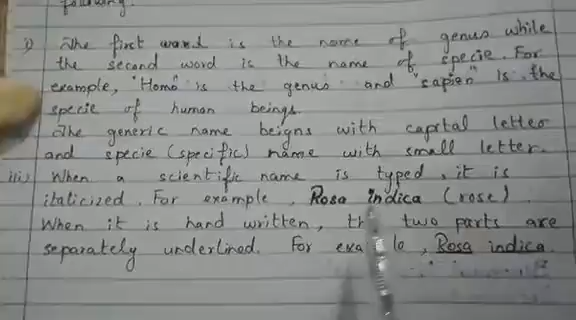 following.
i) The first word is the name of genus while
the second word is the name of specie. For
example, "Homo" is the genus and "sapien" is the
specie of human beings.
The generic name beigns with capital letter
and specie (specific) name with small letter.
iii) When a scientific name is typed, it is
italicized. For example, Rosa indica (rose).
When it is hand written, two parts are
separately underlined. For , Rosa indica.